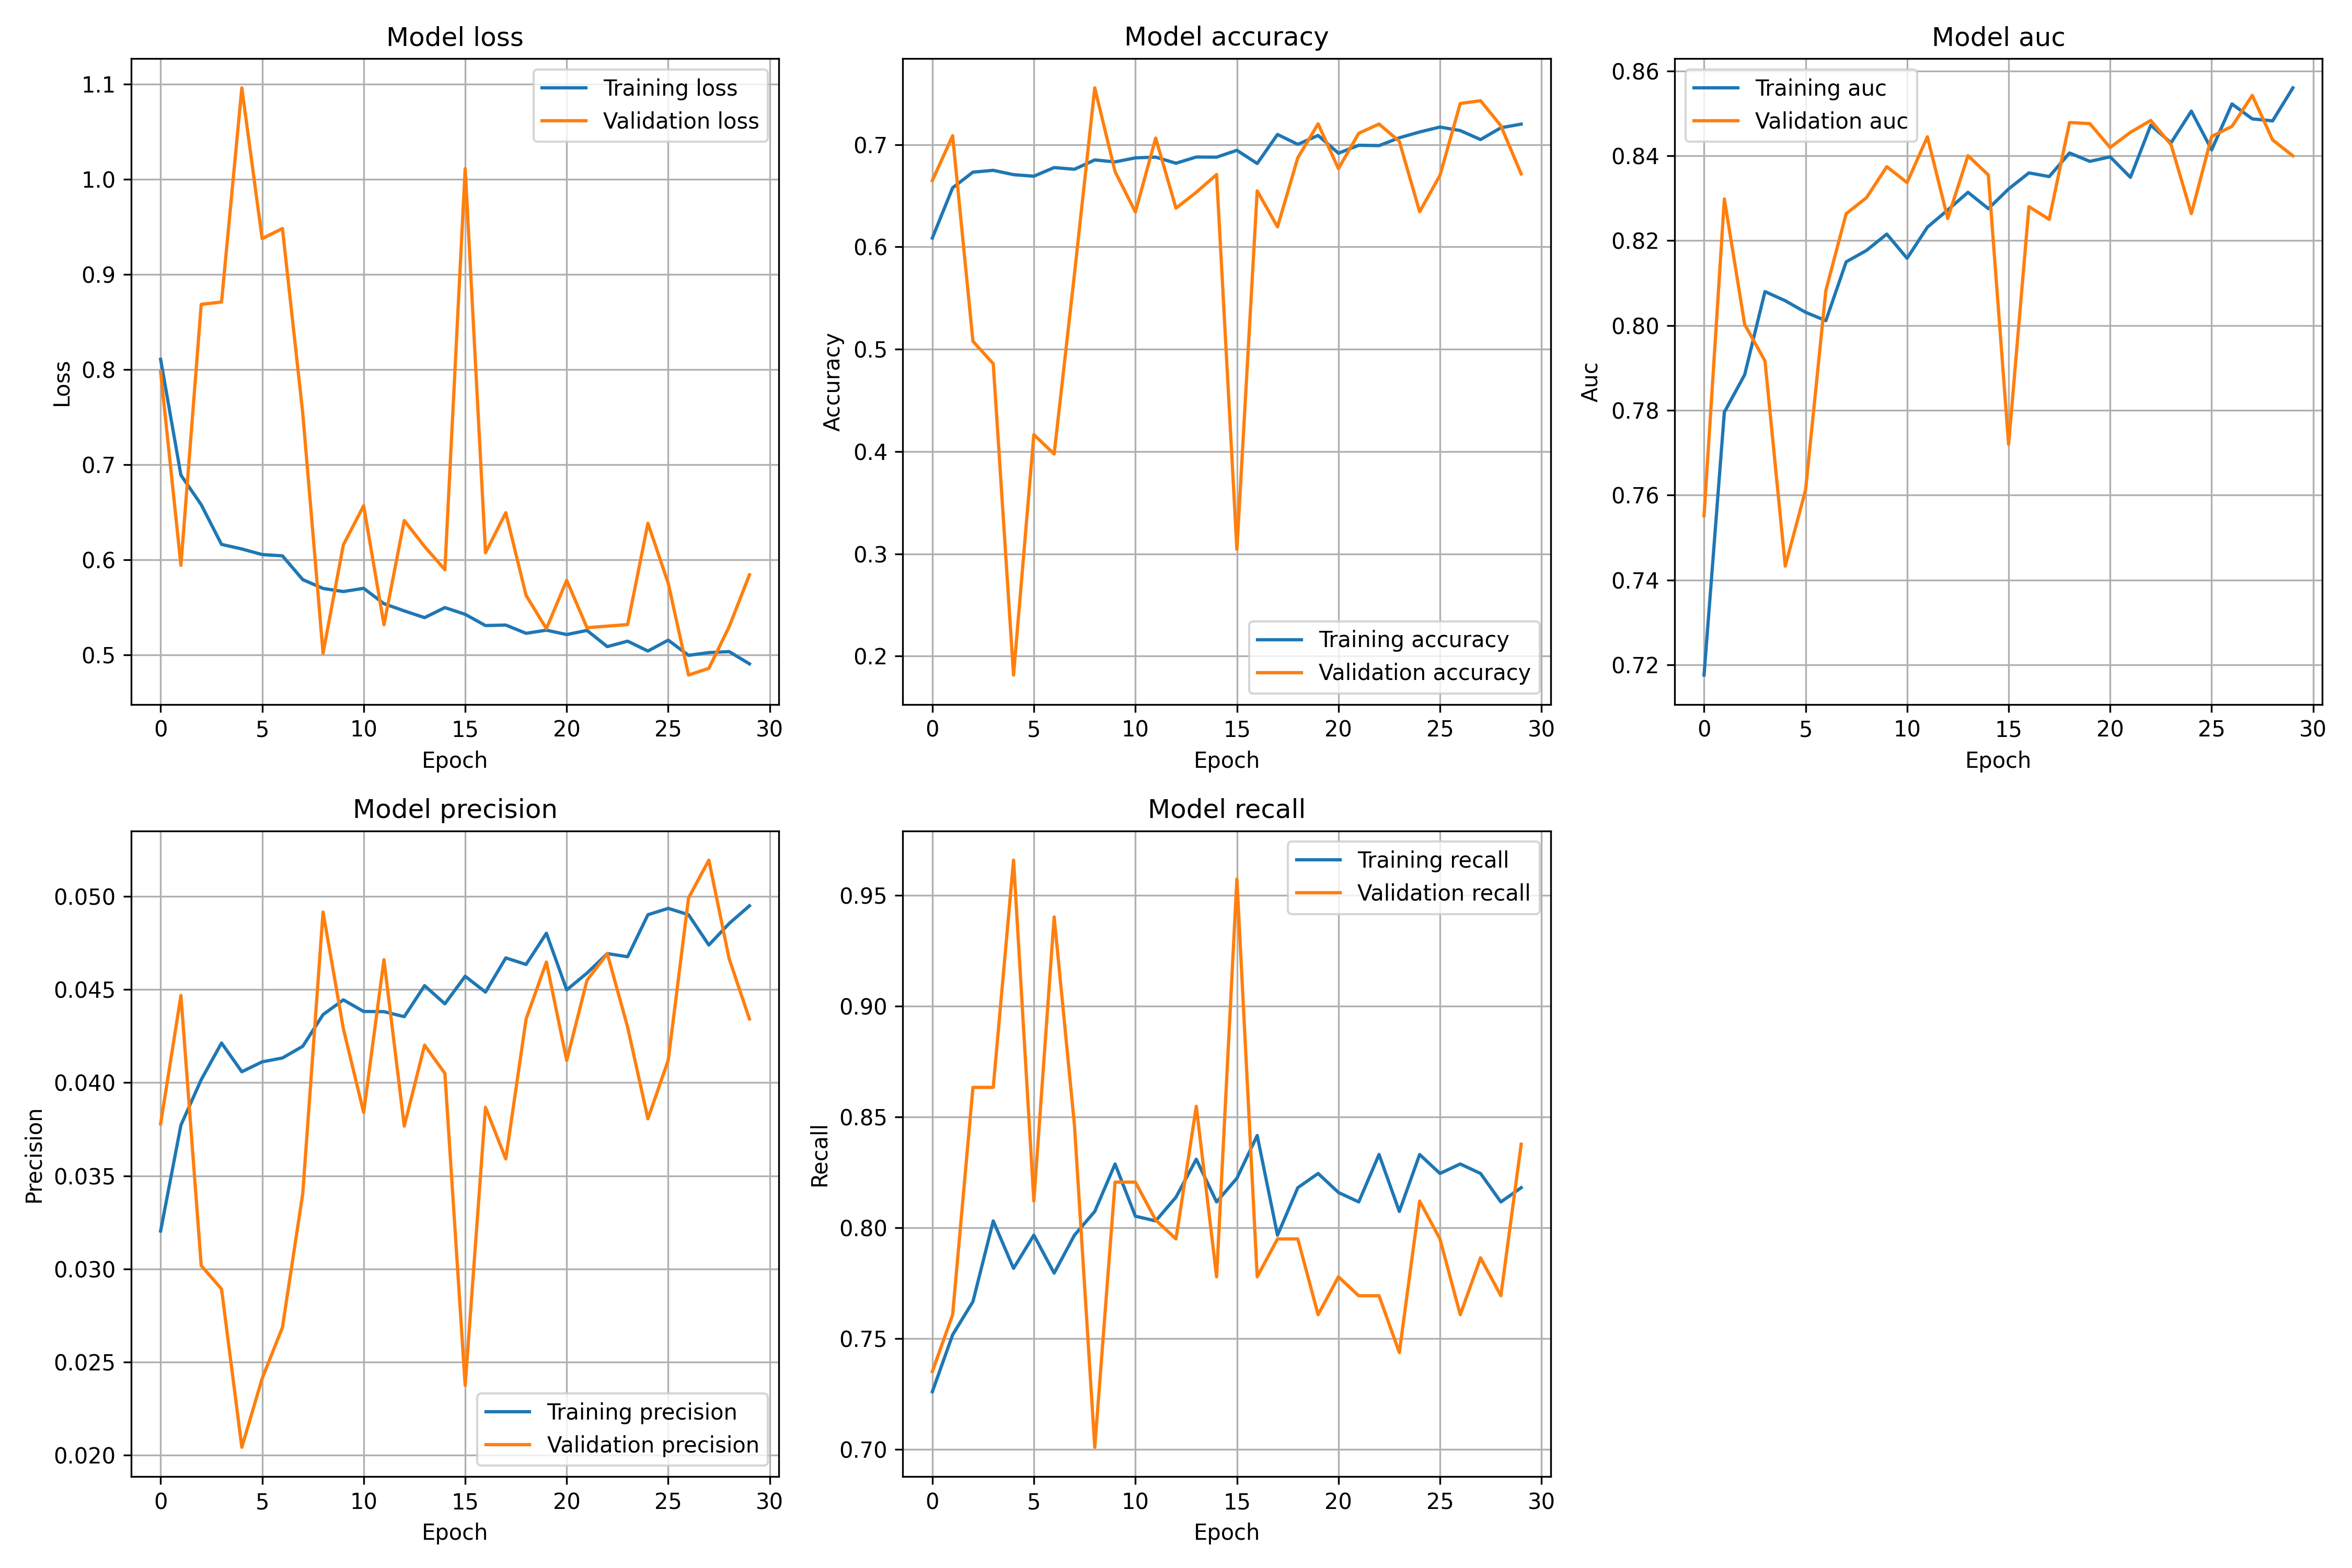 Model loss
Training loss
Validation loss
1.1
1.0
0.9
0.8
0.7
0.6
0.5
Loss
0 5 10 15 20 25 30
Epoch
Model accuracy
0.7
0.6
0.5
0.4
0.3
0.2
Accuracy
Training accuracy
Validation accuracy
0 5 10 15 20 25 30
Epoch
Model auc
Training auc
Validation auc
0.86
0.84
0.82
0.80
0.78
0.76
0.74
0.72
Auc
0 5 10 15 20 25 30
Epoch
Model precision
0.050
0.045
0.040
0.035
0.030
0.025
0.020
Precision
Training precision
Validation precision
0 5 10 15 20 25 30
Epoch
Model recall
Training recall
Validation recall
0.95
0.90
0.85
0.80
0.75
0.70
Recall
0 5 10 15 20 25 30
Epoch